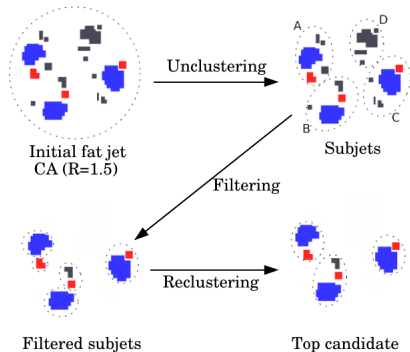 A
D
Unclustering
B
C
Initial fat jet
CA (R=1.5)
Subjets
Filtering
Reclustering
Filtered subjets
Top candidate